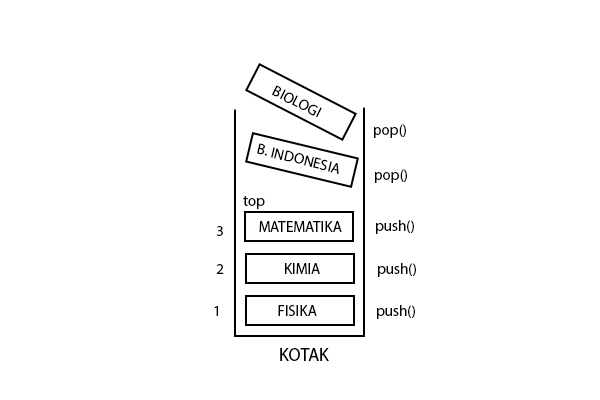 BIOLOGI
pop()
B. INDONESIA
pop()
top
3 MATEMATIKA push()
2 KIMIA push()
1 FISIKA push()
KOTAK